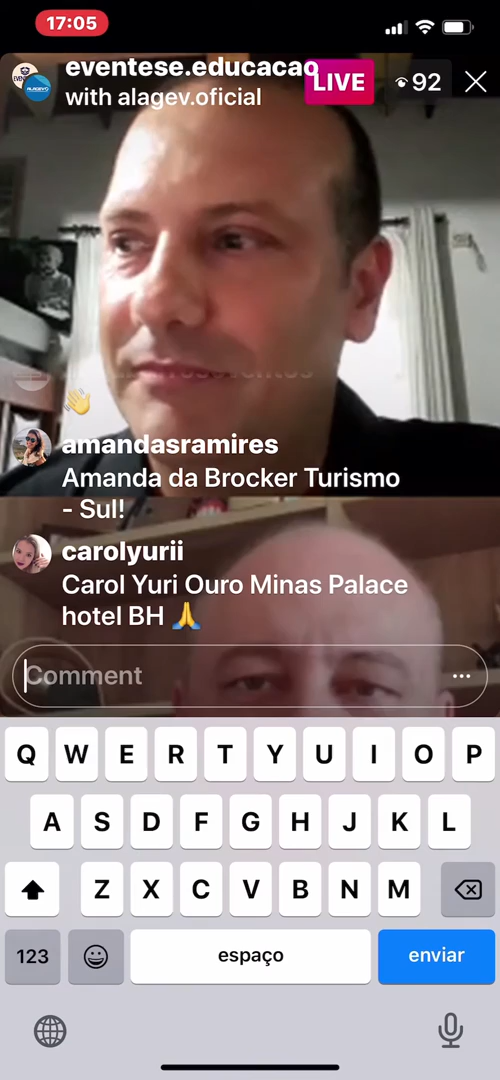 17:05
eventese.educacao
LIVE
92
with alagev.oficial
amandasramires
Amanda da Brocker Turismo
- Sul!
carolyurii
Carol Yuri Ouro Minas Palace
hotel BH 🙏
Comment
Q W E R T Y U I O P
A S D F G H J K L
Z X C V B N M
123
espaço
enviar